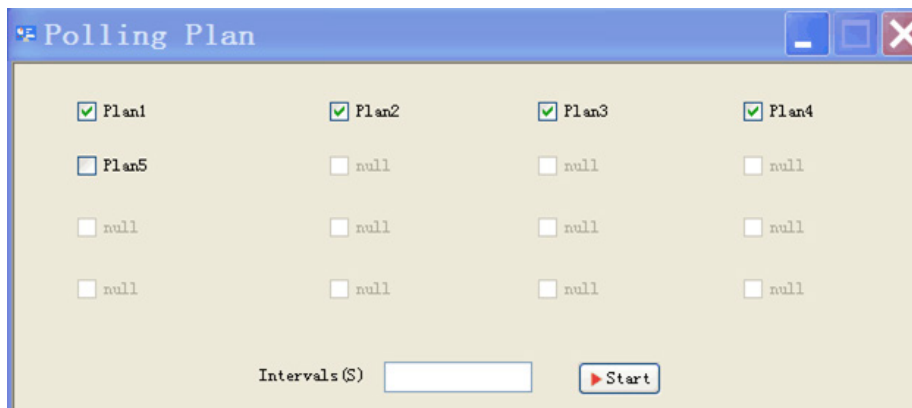 Polling Plan
Plan1 Plan2 Plan3 Plan4
Plan5 null null null
null null null null
null null null null
Intervals(S) Start